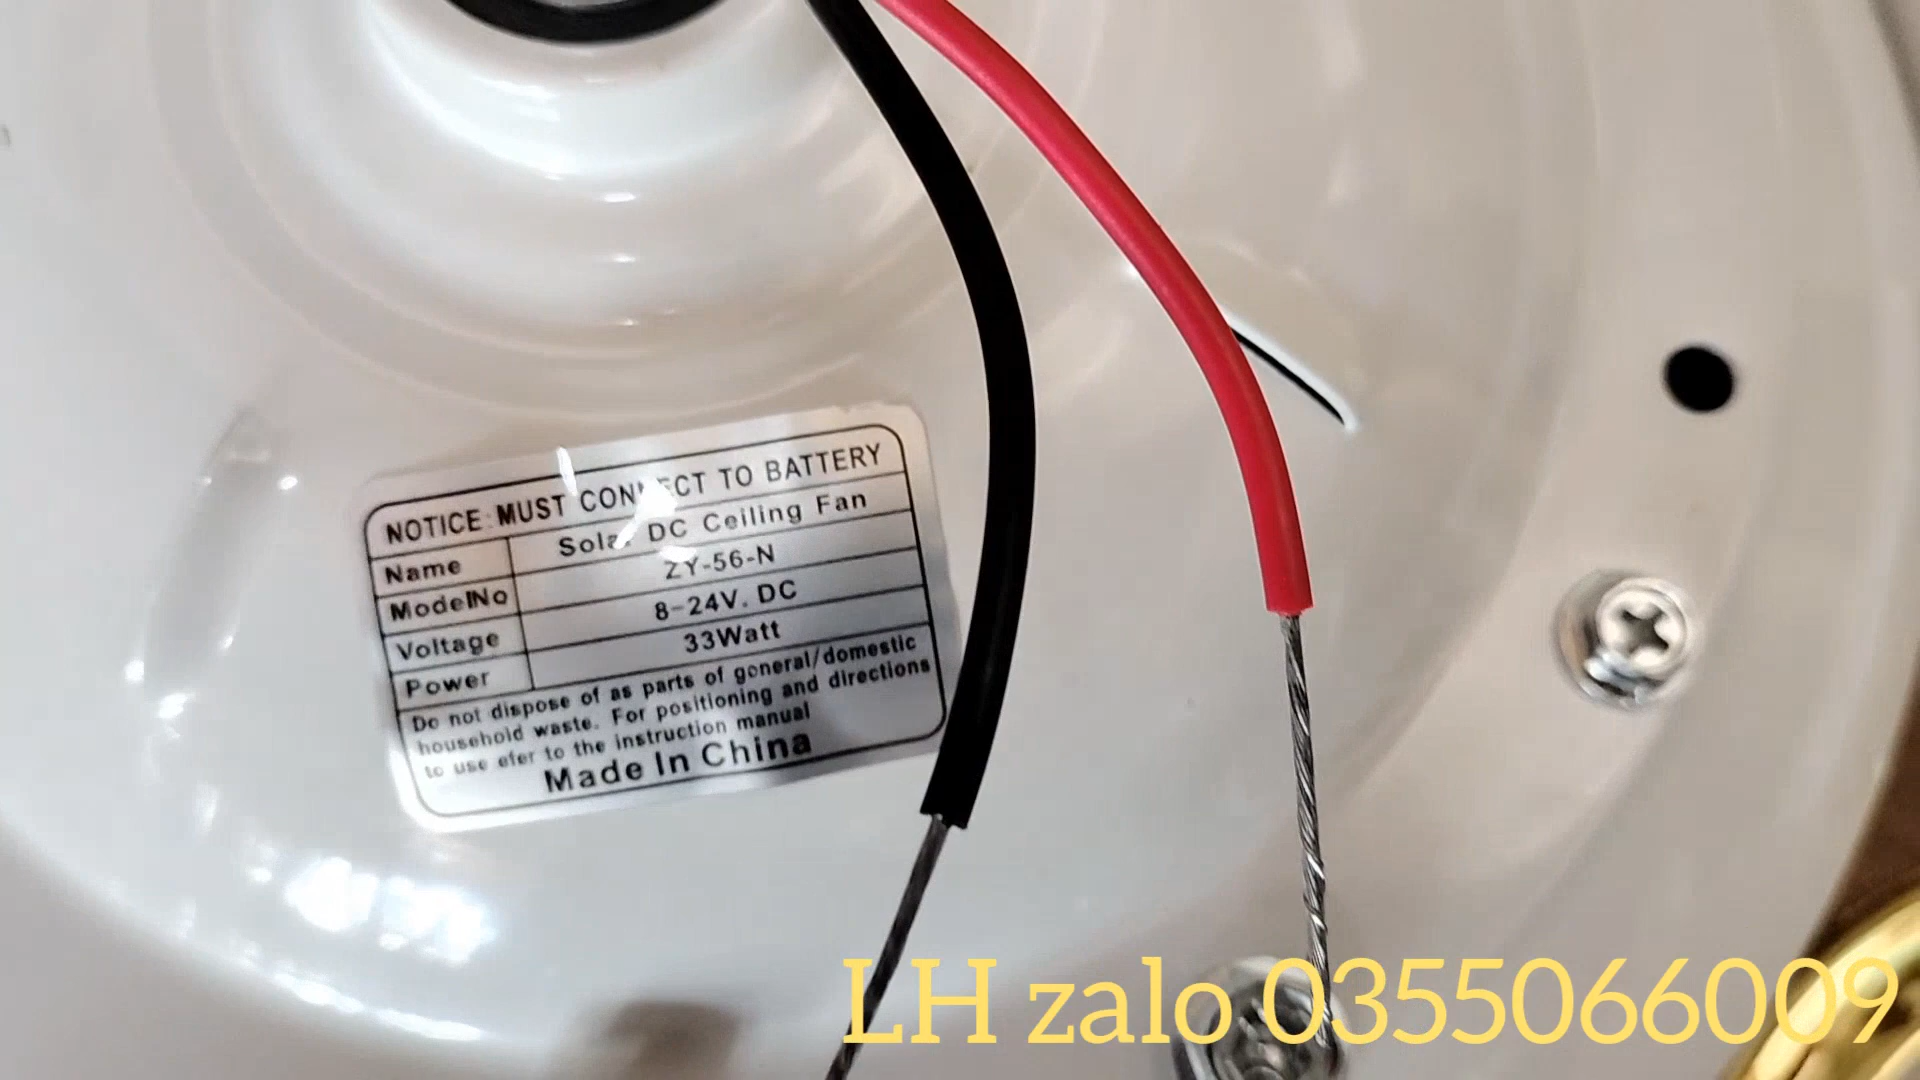 NOTICE: MUST CONNECT TO BATTERY
Name Solar DC Ceiling Fan
ModelNo ZY-56-N
Voltage 8-24V. DC
Power 33Watt
Do not dispose of as parts of general/domestic
household waste. For positioning and directions
to use efer to the instruction manual
Made In China
LH zalo 0355066009